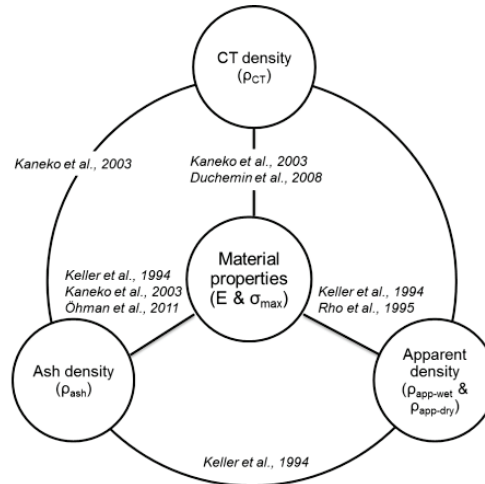 CT density
(ρCT)
Kaneko et al., 2003
Kaneko et al., 2003
Duchemin et al., 2008
Material
properties
(E & σmax)
Keller et al., 1994
Kaneko et al., 2003
Öhman et al., 2011
Keller et al., 1994
Rho et al., 1995
Ash density
(ρash)
Apparent
density
(ρapp-wet &
ρapp-dry)
Keller et al., 1994